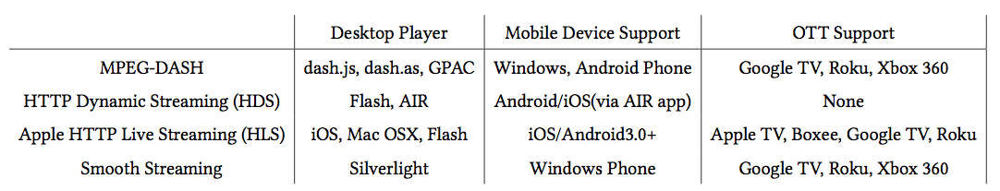 Desktop Player Mobile Device Support OTT Support
MPEG-DASH dash.js, dash.as, GPAC Windows, Android Phone Google TV, Roku, Xbox 360
HTTP Dynamic Streaming (HDS) Flash, AIR Android/iOS(via AIR app) None
Apple HTTP Live Streaming (HLS) iOS, Mac OSX, Flash iOS/Android3.0+ Apple TV, Boxee, Google TV, Roku
Smooth Streaming Silverlight Windows Phone Google TV, Roku, Xbox 360